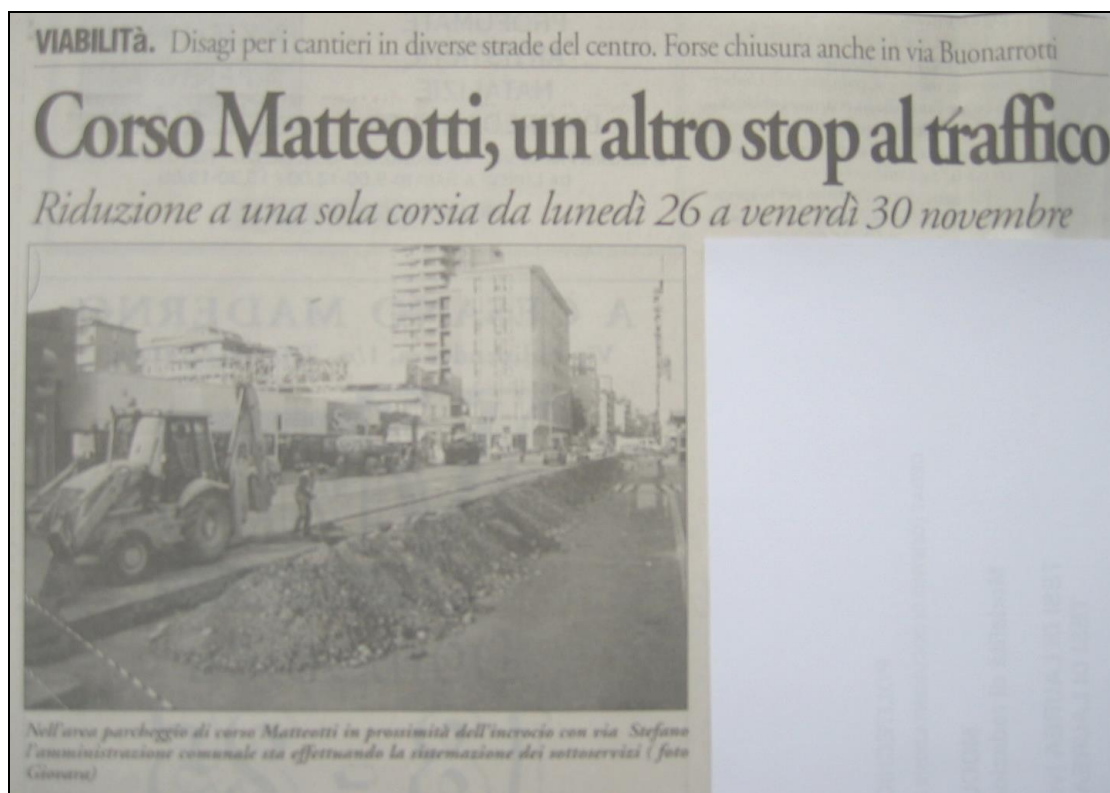 VIABILITà. Disagi per i cantieri in diverse strade del centro. Forse chiusura anche in via Buonarrotti
Corso Matteotti, un altro stop al traffico
Riduzione a una sola corsia da lunedì 26 a venerdì 30 novembre
A CESANO MADERNO
Nell'area parcheggio di corso Matteotti in prossimità dell'incrocio con via Stefano
l'amministrazione comunale sta effettuando la sistemazione dei sottoservizi (foto